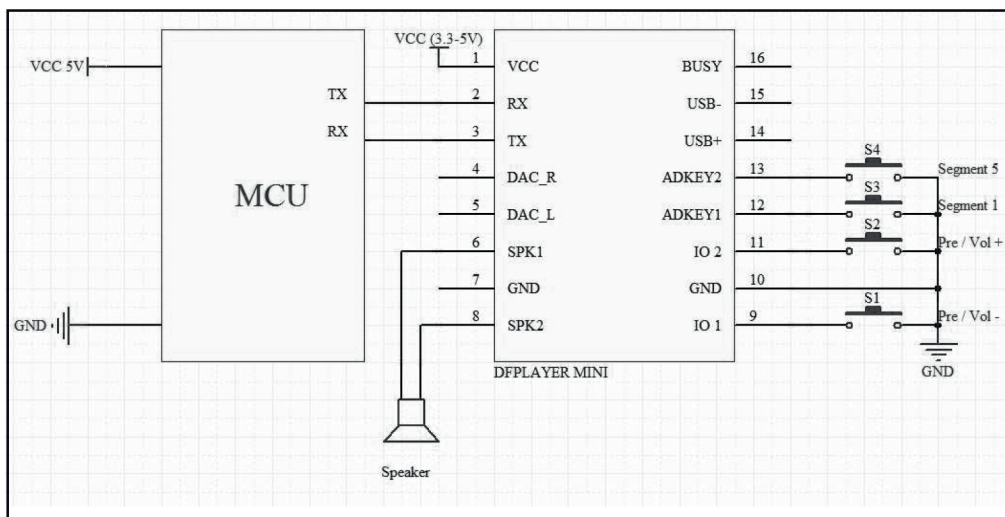 VCC 5V
GND
TX
RX
MCU
VCC (3.3-5V)
1 VCC
2 RX
3 TX
4 DAC_R
5 DAC_L
6 SPK1
7 GND
8 SPK2
BUSY 16
USB- 15
USB+ 14
ADKEY2 13
ADKEY1 12
IO 2 11
GND 10
IO 1 9
DFPLAYER MINI
S4 Segment 5
S3 Segment 1
S2 Pre / Vol +
S1 Pre / Vol -
GND
Speaker